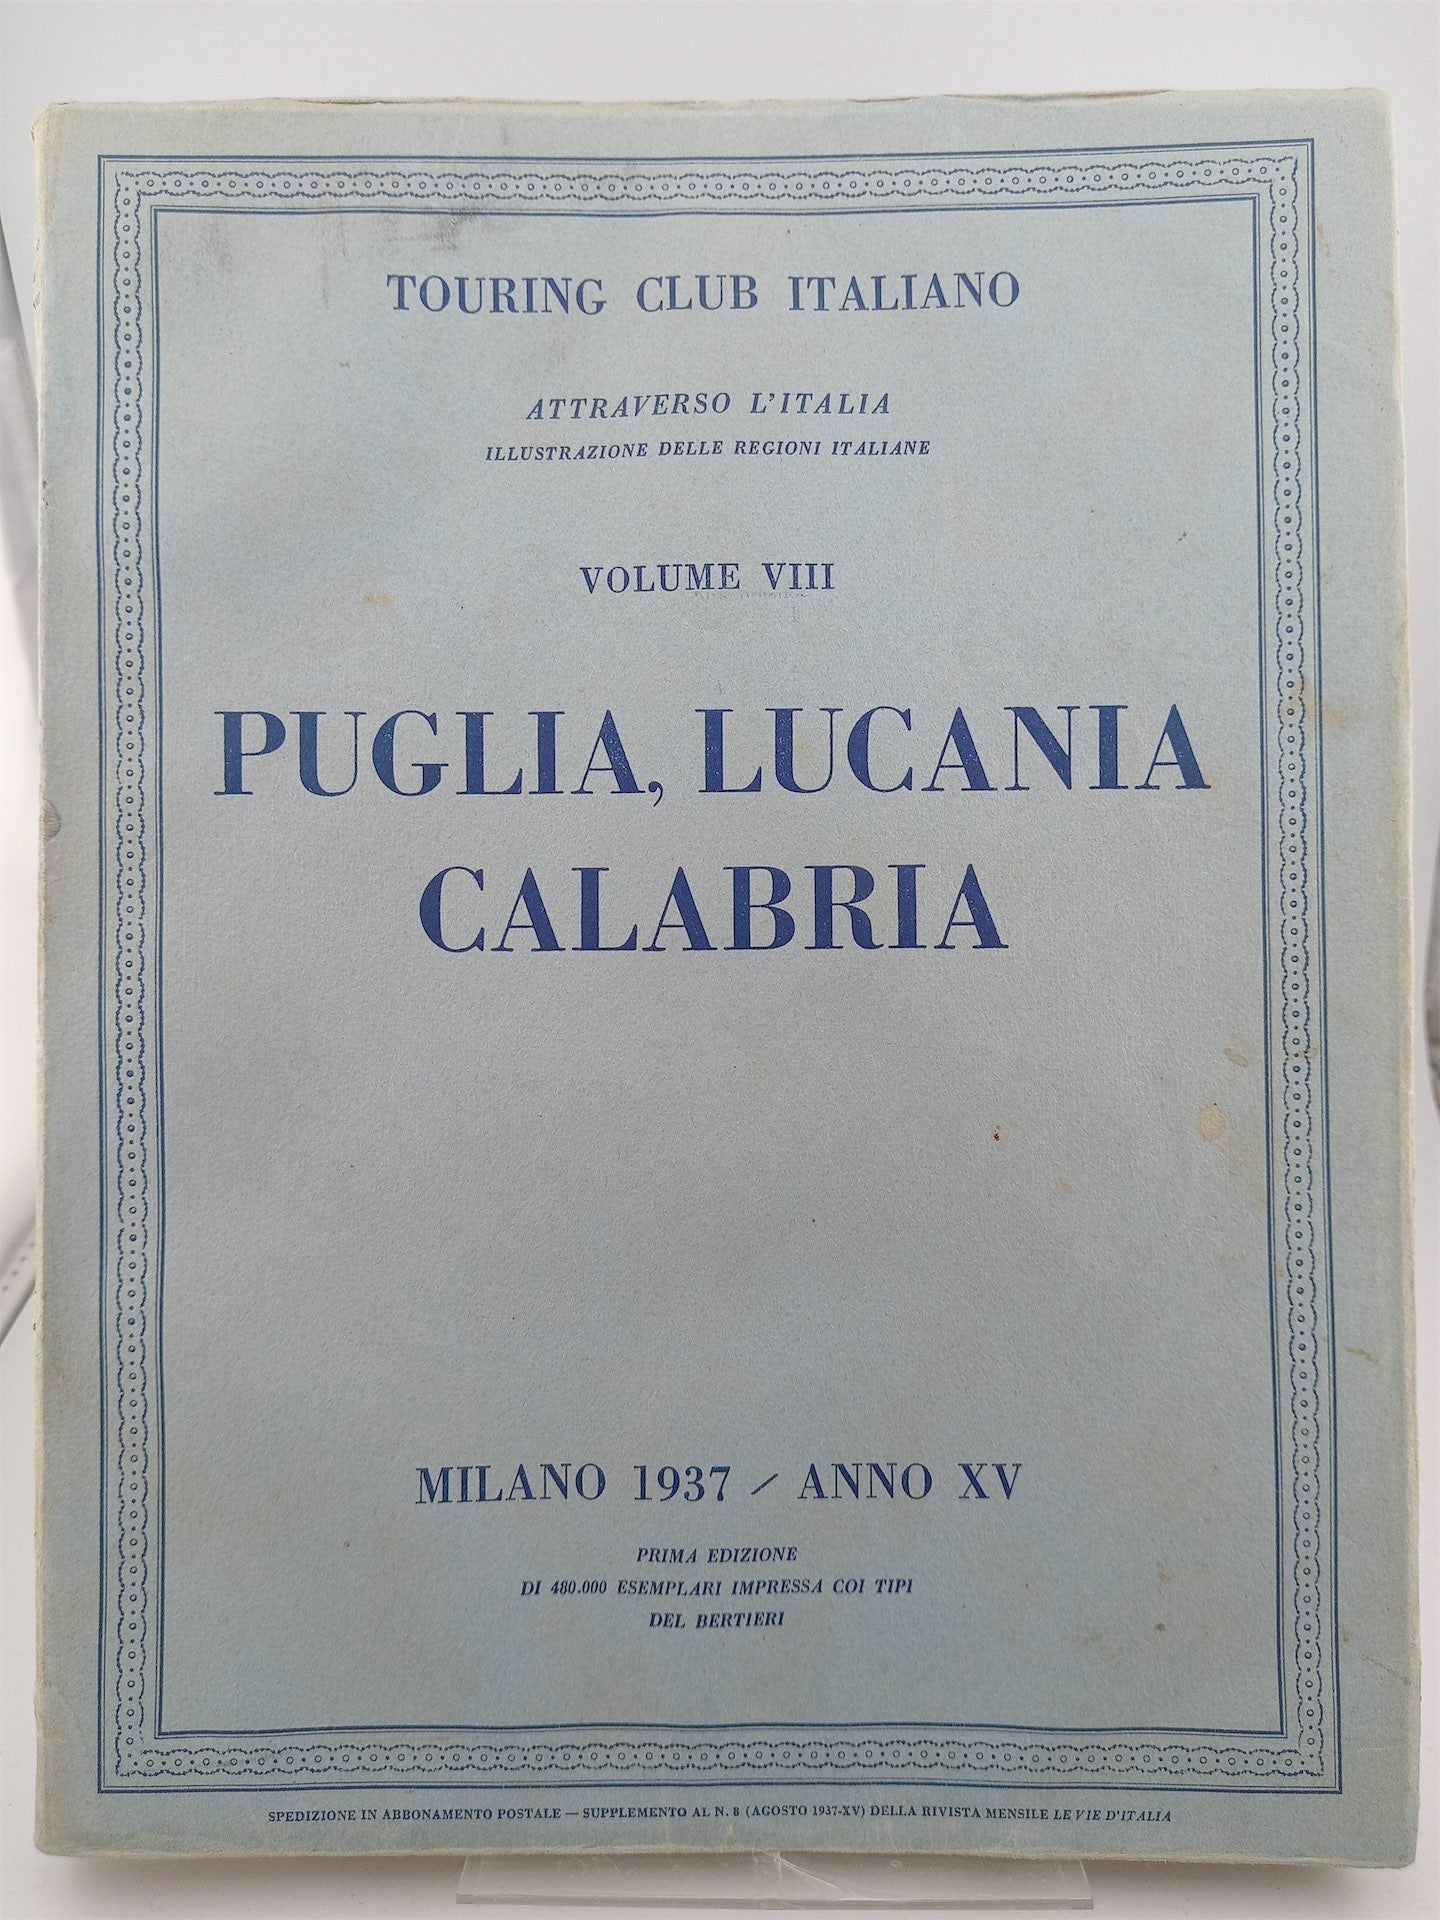 TOURING CLUB ITALIANO
ATTRAVERSO L'ITALIA
ILLUSTRAZIONE DELLE REGIONI ITALIANE
VOLUME VIII
PUGLIA, LUCANIA
CALABRIA
MILANO 1937 / ANNO XV
PRIMA EDIZIONE
DI 480.000 ESEMPLARI IMPRESSA COI TIPI
DEL BERTIERI
SPEDIZIONE IN ABBONAMENTO POSTALE — SUPPLEMENTO AL N. 8 (AGOSTO 1937-XV) DELLA RIVISTA MENSILE LE VIE D'ITALIA